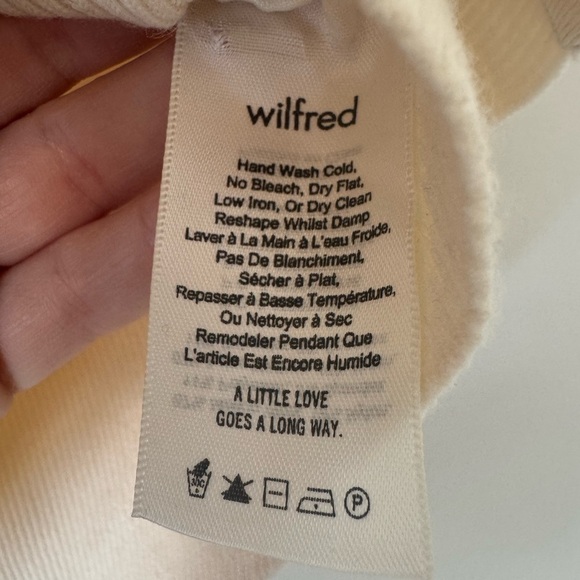 wilfred
Hand Wash Cold,
No Bleach, Dry Flat,
Low Iron, Or Dry Clean
Reshape Whilst Damp
Laver à La Main à L'eau Froide,
Pas De Blanchiment,
Sécher à Plat,
Repasser à Basse Température,
Ou Nettoyer à Sec
Remodeler Pendant Que
L'article Est Encore Humide
A LITTLE LOVE
GOES A LONG WAY.
30C P